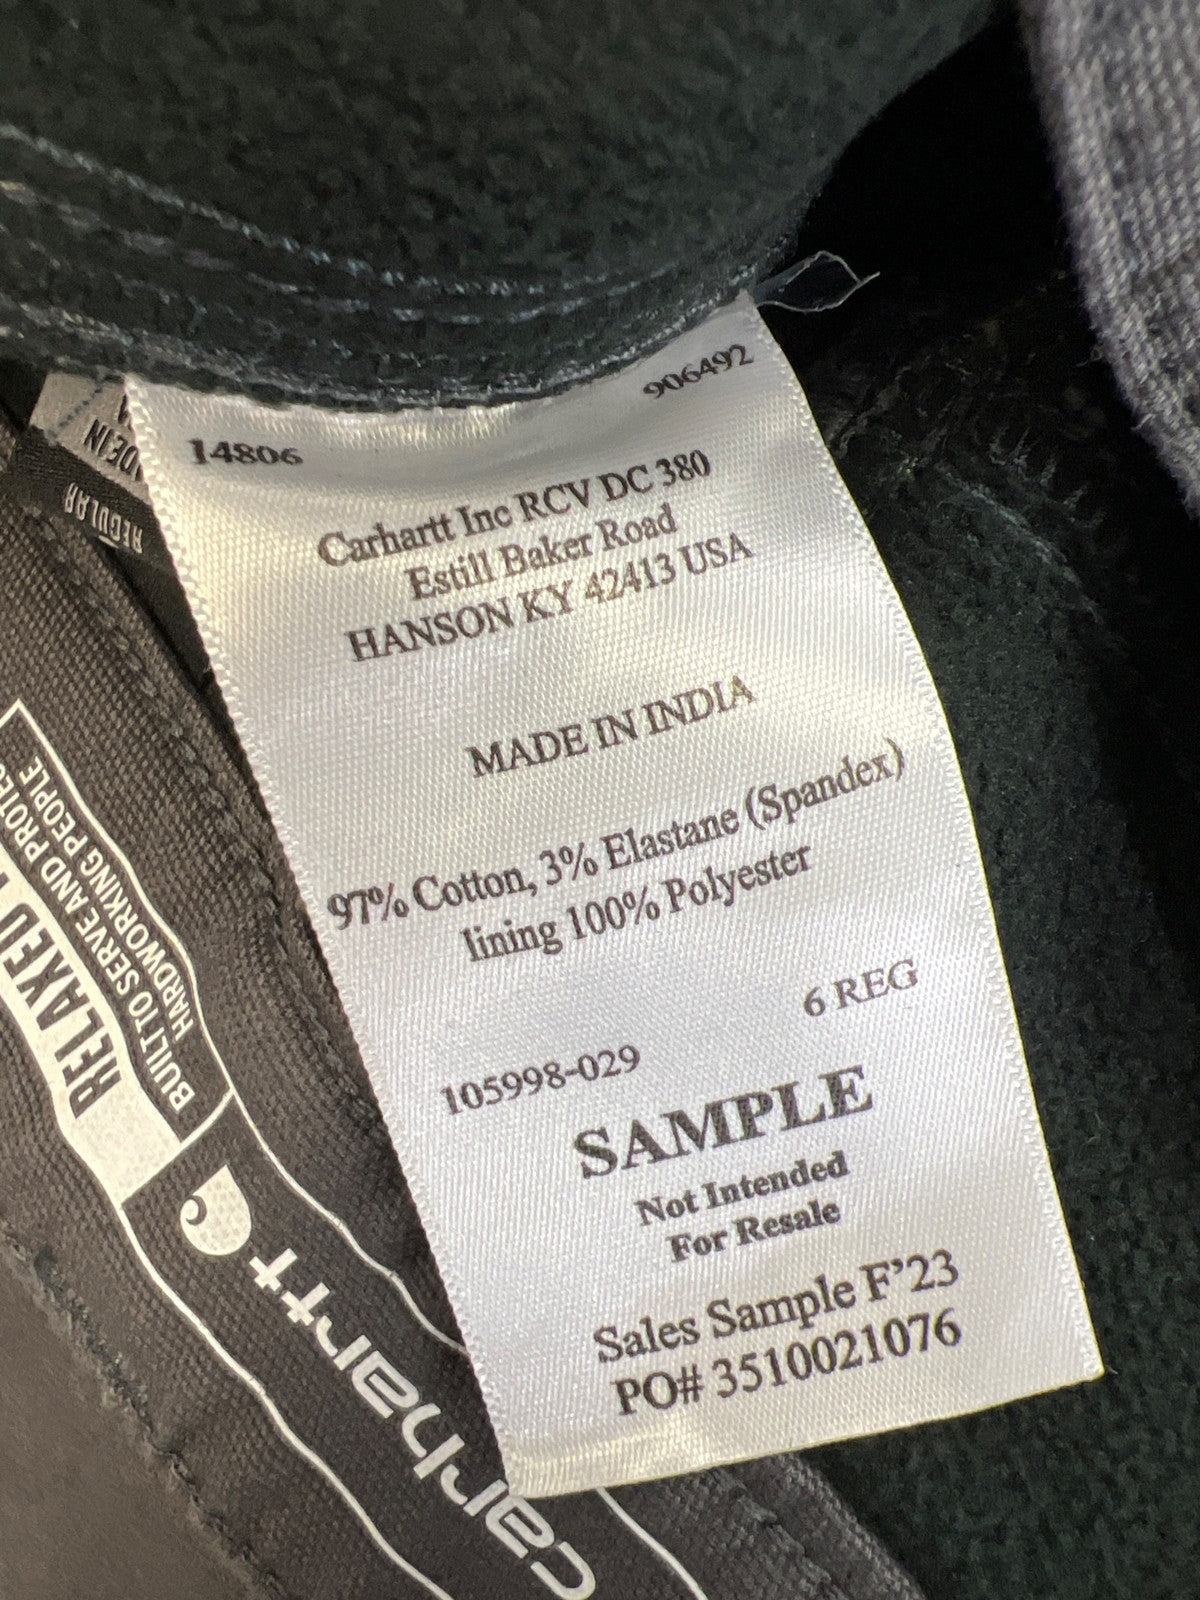 14806
906492
Carhartt Inc RCV DC 380
Estill Baker Road
HANSON KY 42413 USA
MADE IN INDIA
97% Cotton, 3% Elastane (Spandex)
lining 100% Polyester
6 REG
105998-029
SAMPLE
Not Intended
For Resale
Sales Sample F’23
PO# 3510021076
REGULAR
RELAXED
BUILT TO SERVE AND
HARDWORKING PEOPLE
carhartt